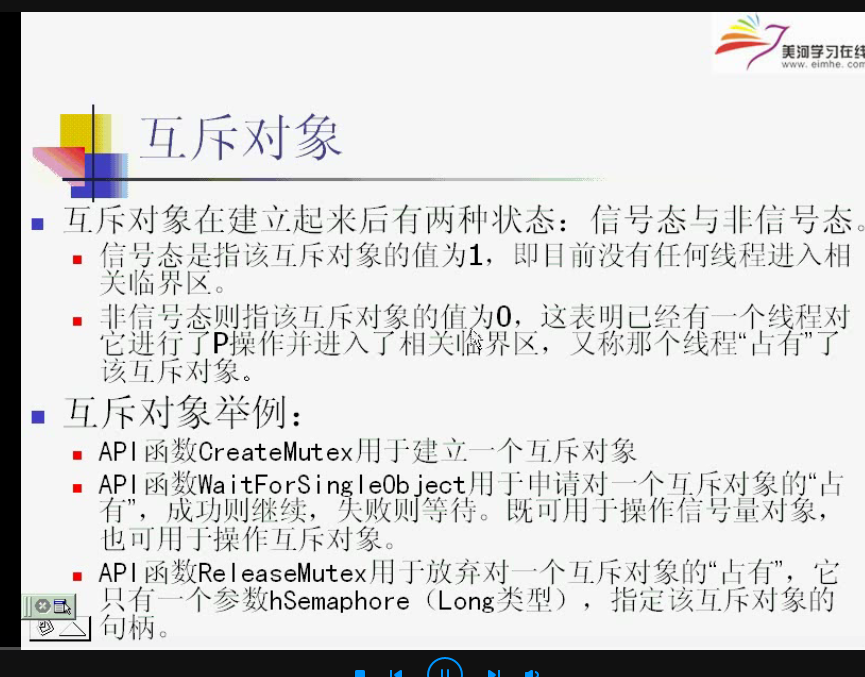 美河学习在线
www.eimhe.com
互斥对象
互斥对象在建立起来后有两种状态：信号态与非信号态。
信号态是指该互斥对象的值为1，即目前没有任何线程进入相
关临界区。
非信号态则指该互斥对象的值为0，这表明已经有一个线程对
它进行了P操作并进入了相关临界区，又称那个线程“占有”了
该互斥对象。
互斥对象举例：
API函数CreateMutex用于建立一个互斥对象
API函数WaitForSingleObject用于申请对一个互斥对象的“占
有”，成功则继续，失败则等待。既可用于操作信号量对象，
也可用于操作互斥对象。
API函数ReleaseMutex用于放弃对一个互斥对象的“占有”，它
只有一个参数hSemaphore（Long类型），指定该互斥对象的
句柄。